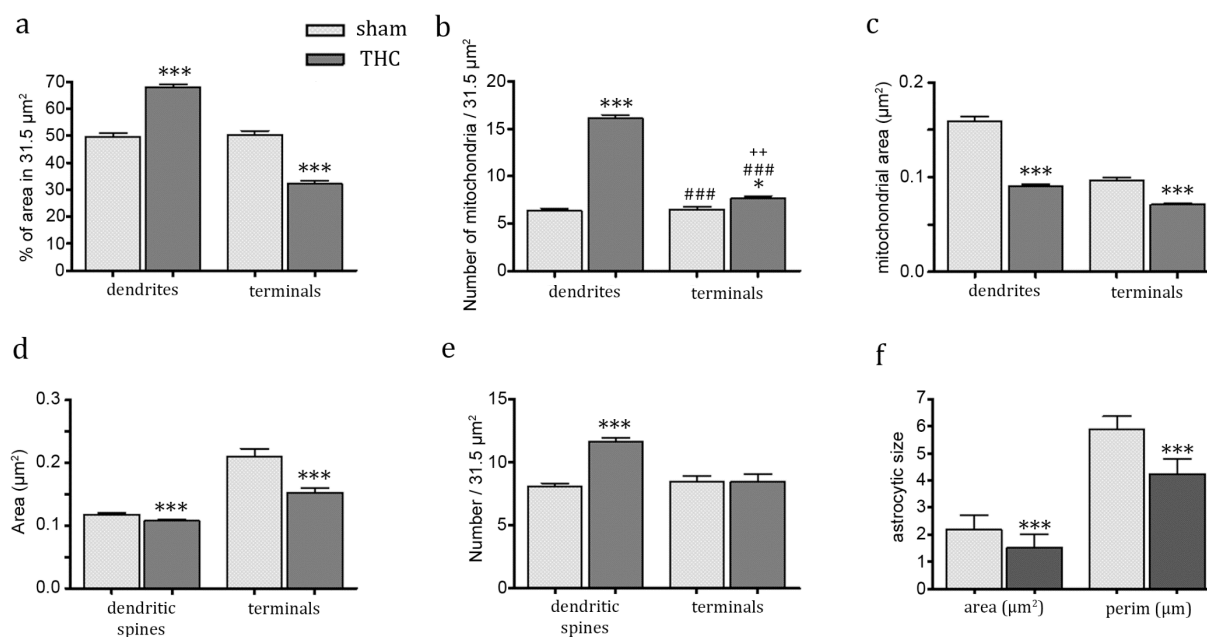 a
sham
THC
% of area in 31.5 µm²
70
60
50
40
30
20
10
0
***
***
dendrites
terminals
b
Number of mitochondria / 31.5 µm²
20
15
10
5
0
***
###
++
###
*
dendrites
terminals
c
mitochondrial area (µm²)
0.2
0.1
0.0
***
***
dendrites
terminals
d
Area (µm²)
0.3
0.2
0.1
0.0
***
***
dendritic
spines
terminals
e
Number / 31.5 µm²
15
10
5
0
***
dendritic
spines
terminals
f
astrocytic size
7
6
5
4
3
2
1
0
***
***
area (µm²)
perim (µm)